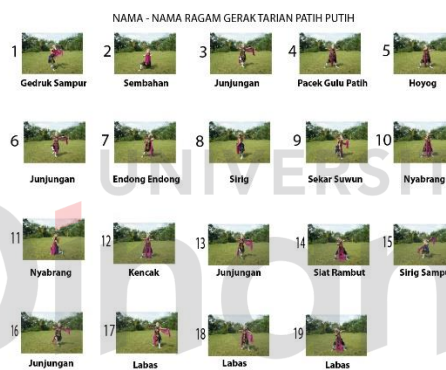 NAMA - NAMA RAGAM GERAK TARIAN PATIH PUTIH
1 2 3 4 5
Gedruk Sampur Sembahan Junjungan Pacek Gulu Patih Hoyog
6 7 8 9 10
Junjungan Endong Endong Sirig Sekar Suwun Nyabrang
11 12 13 14 15
Nyabrang Kencak Junjungan Siat Rambut Sirig Sampu
16 17 18 19
Junjungan Labas Labas Labas
UNIVERSI